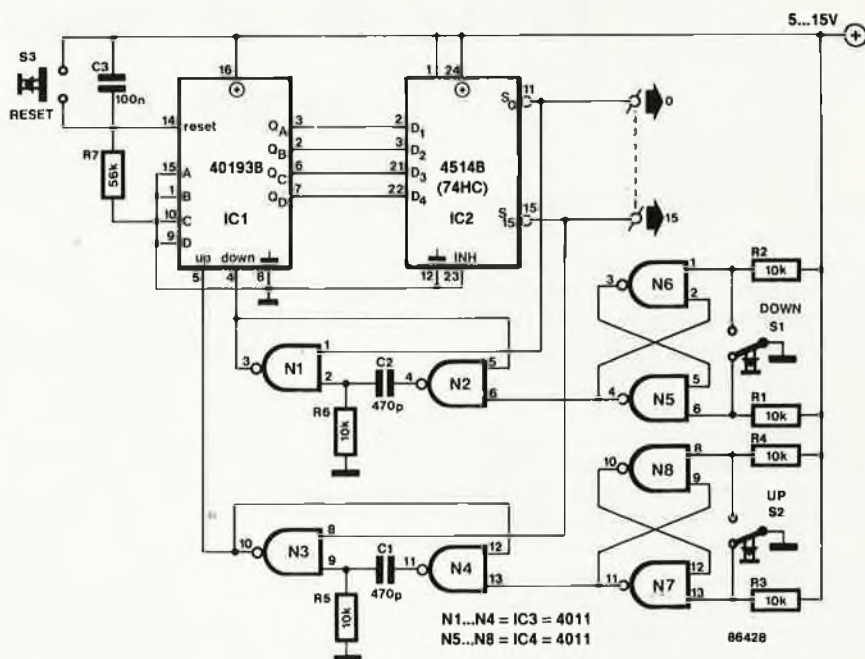 5...15V
S3
RESET
C3
100n
R7
56k
16
14
reset
15
A
1
B
10
C
9
D
40193B
IC1
QA
3
QB
2
QC
6
QD
7
up
down
5
4
8
1
24
2
D1
3
D2
21
D3
22
D4
4514B
(74HC)
IC2
S0
11
S15
15
INH
12
23
0
15
3
N6
1
2
R2
10k
DOWN
S1
4
N5
5
6
R1
10k
3
N1
1
2
C2
470p
4
N2
5
6
R6
10k
10
N8
8
9
R4
10k
UP
S2
11
N7
12
13
R3
10k
10
N3
8
9
C1
470p
11
N4
12
13
R5
10k
N1...N4 = IC3 = 4011
N5...N8 = IC4 = 4011
86428